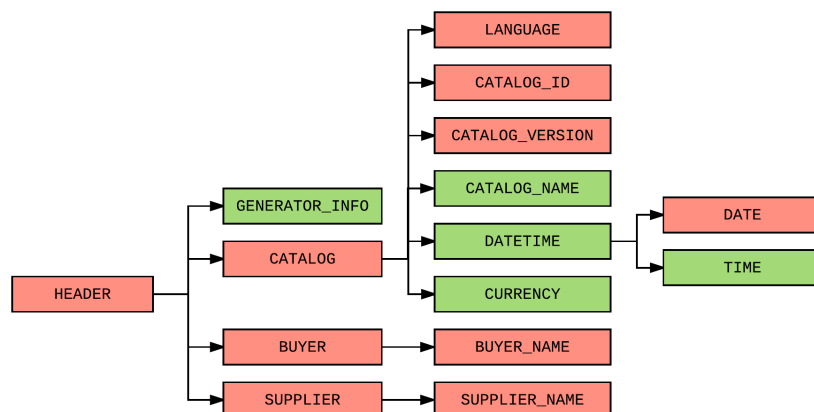 LANGUAGE
CATALOG_ID
CATALOG_VERSION
CATALOG_NAME
GENERATOR_INFO
DATE
DATETIME
CATALOG
TIME
HEADER
CURRENCY
BUYER
BUYER_NAME
SUPPLIER
SUPPLIER_NAME